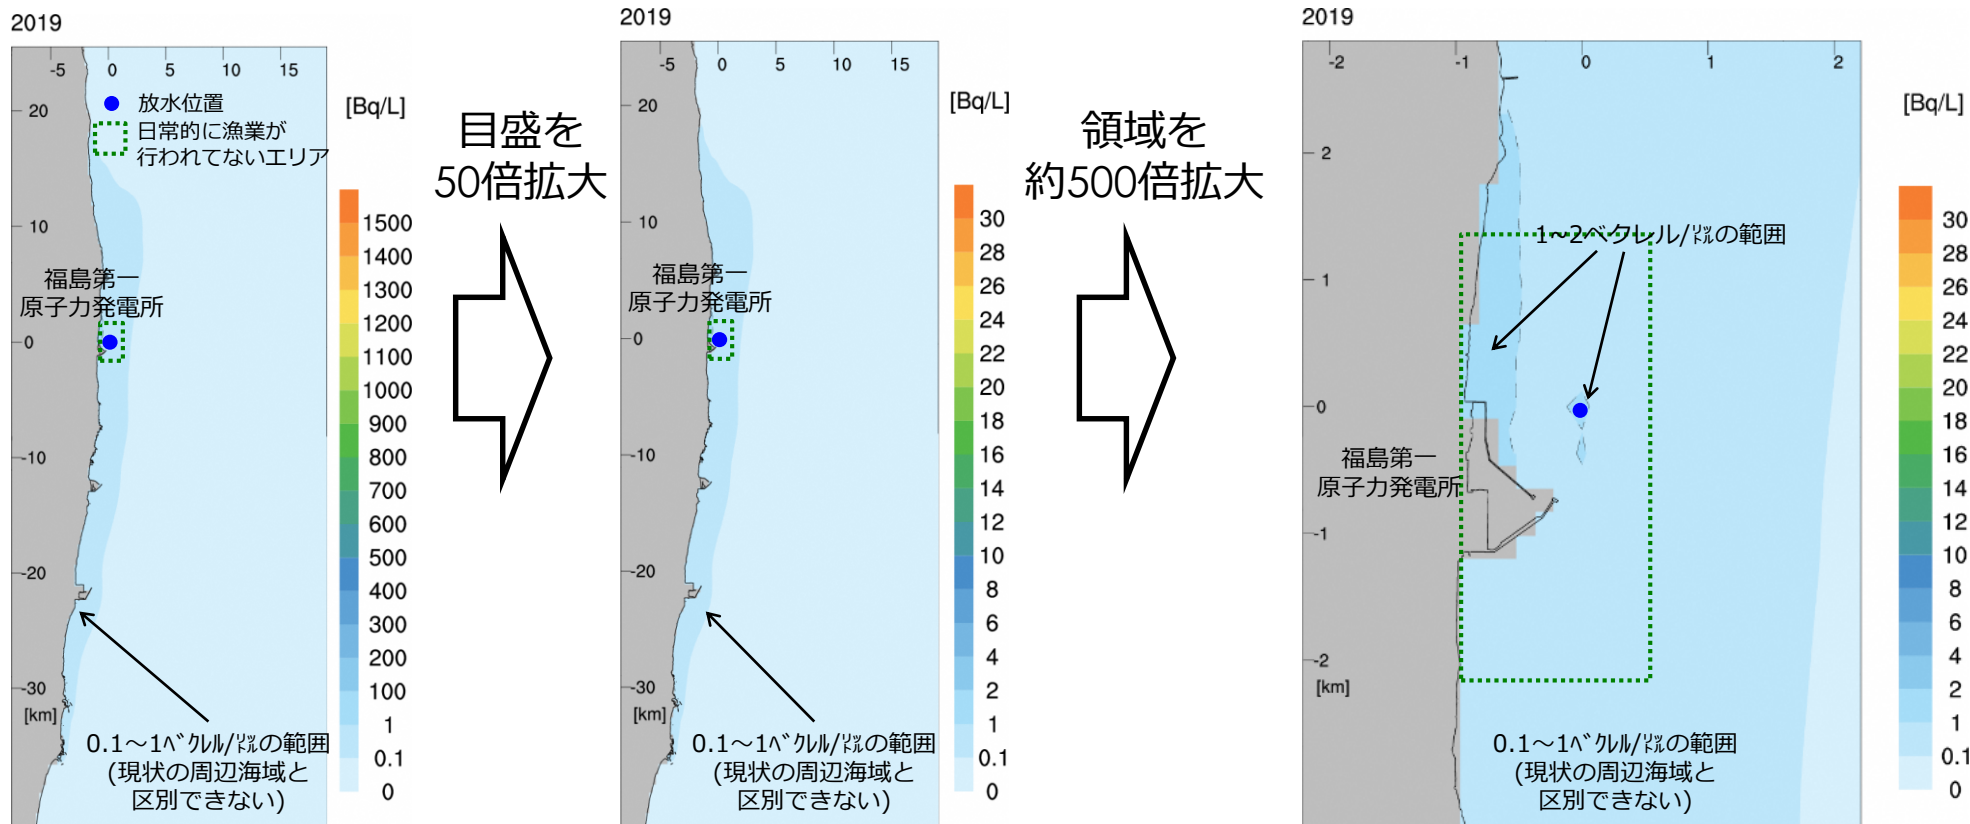 2019
-5 0 5 10 15
放水位置
日常的に漁業が
行われてないエリア
[Bq/L]
20
10
0
-10
-20
-30
[km]
福島第一
原子力発電所
1500
1400
1300
1200
1100
1000
900
800
700
600
500
400
300
200
100
1
0.1
0
0.1～1ﾍﾞｸﾚﾙ/㍑の範囲
(現状の周辺海域と
区別できない)
目盛を
50倍拡大
2019
-5 0 5 10 15
[Bq/L]
20
10
0
-10
-20
-30
[km]
福島第一
原子力発電所
30
28
26
24
22
20
18
16
14
12
10
8
6
4
2
1
0.1
0
0.1～1ﾍﾞｸﾚﾙ/㍑の範囲
(現状の周辺海域と
区別できない)
領域を
約500倍拡大
2019
-2 -1 0 1 2
[Bq/L]
2
1
0
-1
-2
[km]
1～2ベクレル/㍑の範囲
福島第一
原子力発電所
30
28
26
24
22
20
18
16
14
12
10
8
6
4
2
1
0.1
0
0.1～1ﾍﾞｸﾚﾙ/㍑の範囲
(現状の周辺海域と
区別できない)